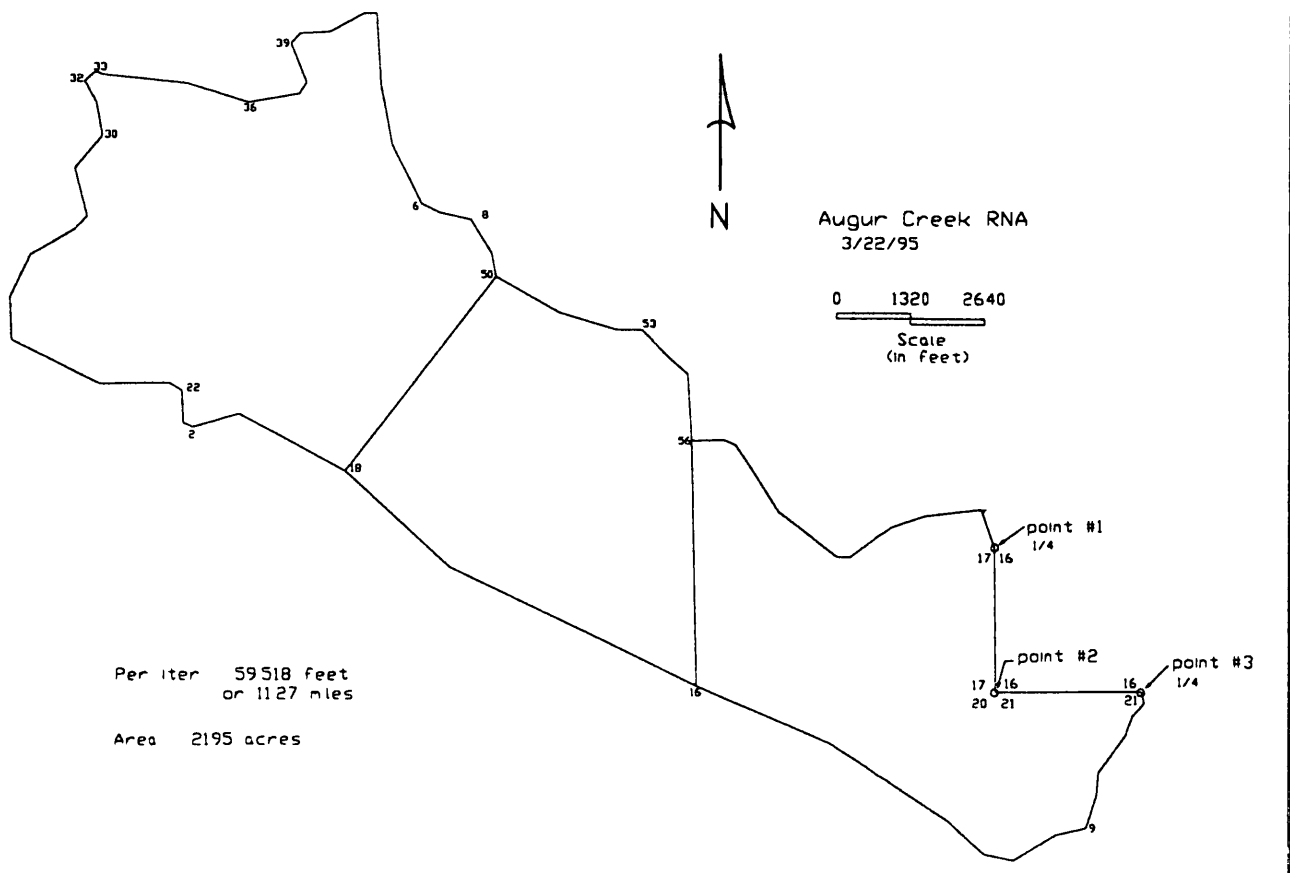 39
33
32
36
30
6
8
N
Augur Creek RNA
3/22/95
50
0 1320 2640
Scale
(in feet)
53
22
2
56
18
point #1
1/4
17 16
point #2
point #3
1/4
17 16
20 21
16
21
16
Per iter 59518 feet
or 1127 miles
Area 2195 acres
9